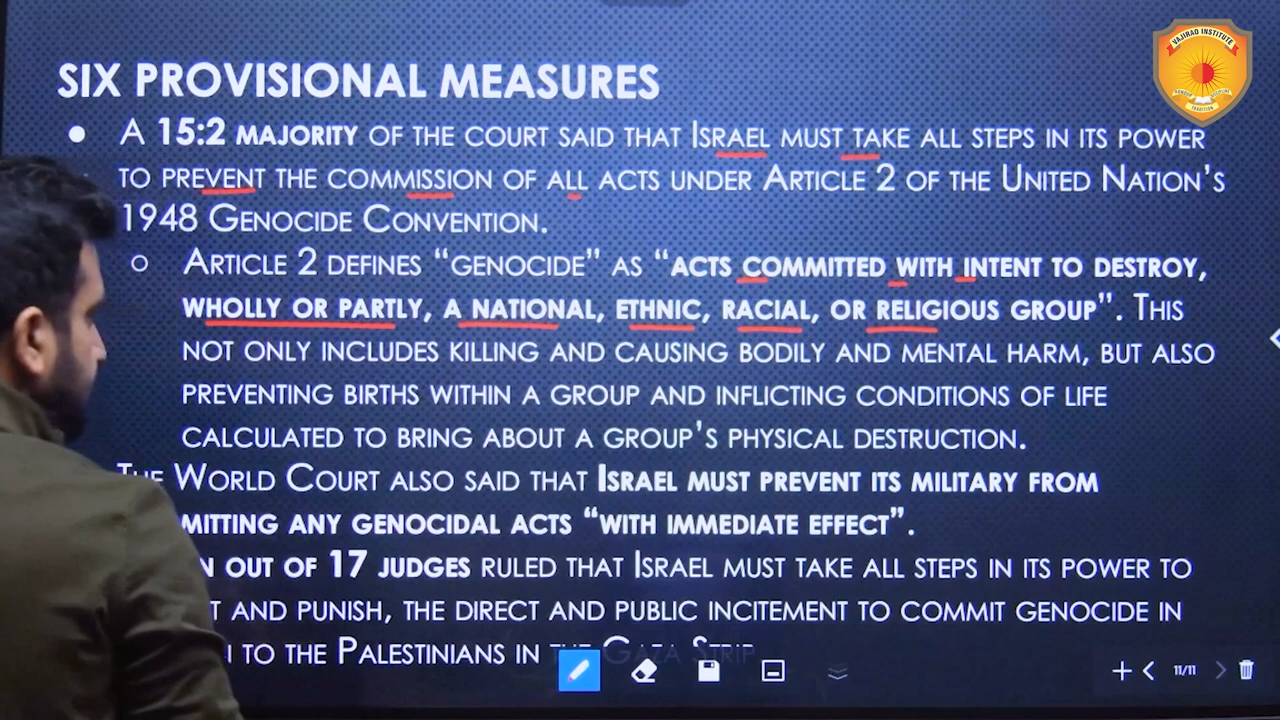 VAJIRAO INSTITUTE
TRADITION
SIX PROVISIONAL MEASURES
● A 15:2 MAJORITY OF THE COURT SAID THAT ISRAEL MUST TAKE ALL STEPS IN ITS POWER
TO PREVENT THE COMMISSION OF ALL ACTS UNDER ARTICLE 2 OF THE UNITED NATION'S
1948 GENOCIDE CONVENTION.
○ ARTICLE 2 DEFINES “GENOCIDE” AS “ACTS COMMITTED WITH INTENT TO DESTROY,
WHOLLY OR PARTLY, A NATIONAL, ETHNIC, RACIAL, OR RELIGIOUS GROUP”. THIS
NOT ONLY INCLUDES KILLING AND CAUSING BODILY AND MENTAL HARM, BUT ALSO
PREVENTING BIRTHS WITHIN A GROUP AND INFLICTING CONDITIONS OF LIFE
CALCULATED TO BRING ABOUT A GROUP'S PHYSICAL DESTRUCTION.
THE WORLD COURT ALSO SAID THAT ISRAEL MUST PREVENT ITS MILITARY FROM
MITTING ANY GENOCIDAL ACTS “WITH IMMEDIATE EFFECT”.
N OUT OF 17 JUDGES RULED THAT ISRAEL MUST TAKE ALL STEPS IN ITS POWER TO
T AND PUNISH, THE DIRECT AND PUBLIC INCITEMENT TO COMMIT GENOCIDE IN
TO THE PALESTINIANS IN THE GAZA STRIP
11/11